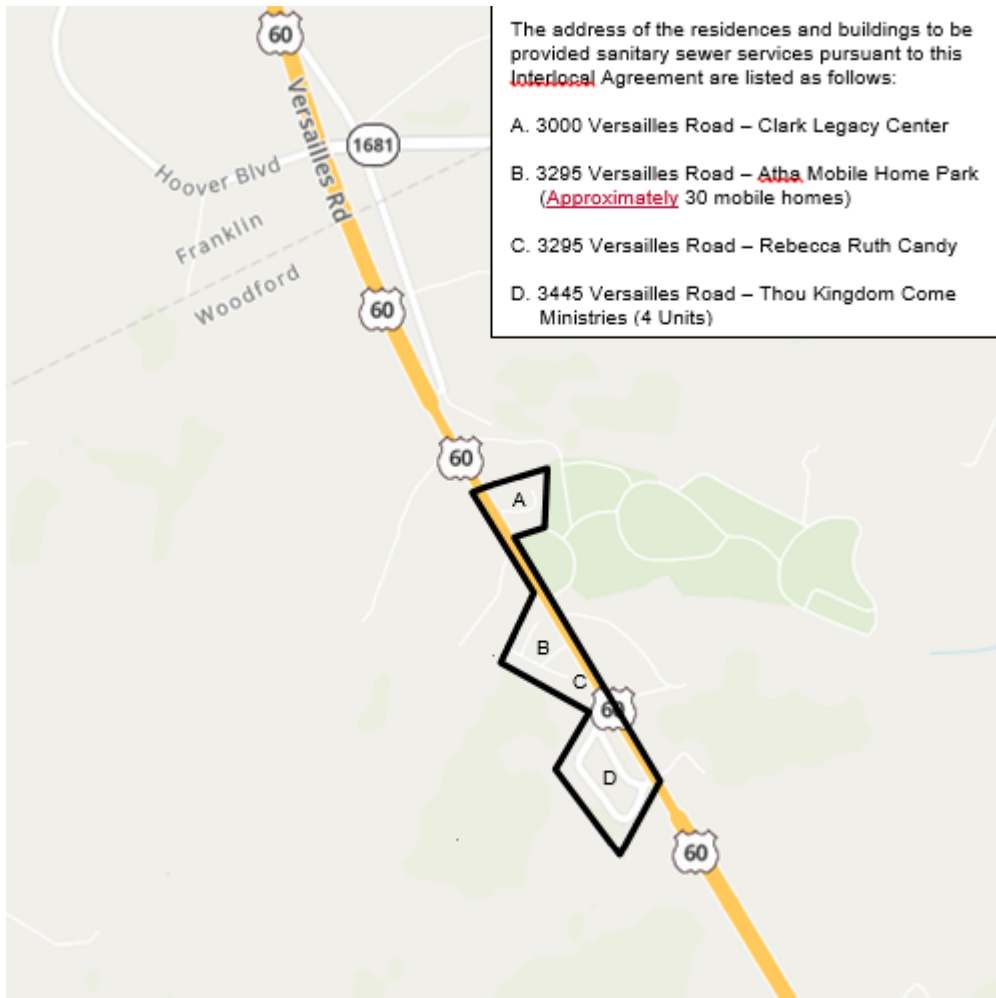 The address of the residences and buildings to be
provided sanitary sewer services pursuant to this
Interlocal Agreement are listed as follows:
A. 3000 Versailles Road – Clark Legacy Center
B. 3295 Versailles Road – Atha Mobile Home Park
(Approximately 30 mobile homes)
C. 3295 Versailles Road – Rebecca Ruth Candy
D. 3445 Versailles Road – Thou Kingdom Come
Ministries (4 Units)
60
Versailles Rd
1681
Hoover Blvd
Franklin
Woodford
60
60
A
B
C
60
D
60